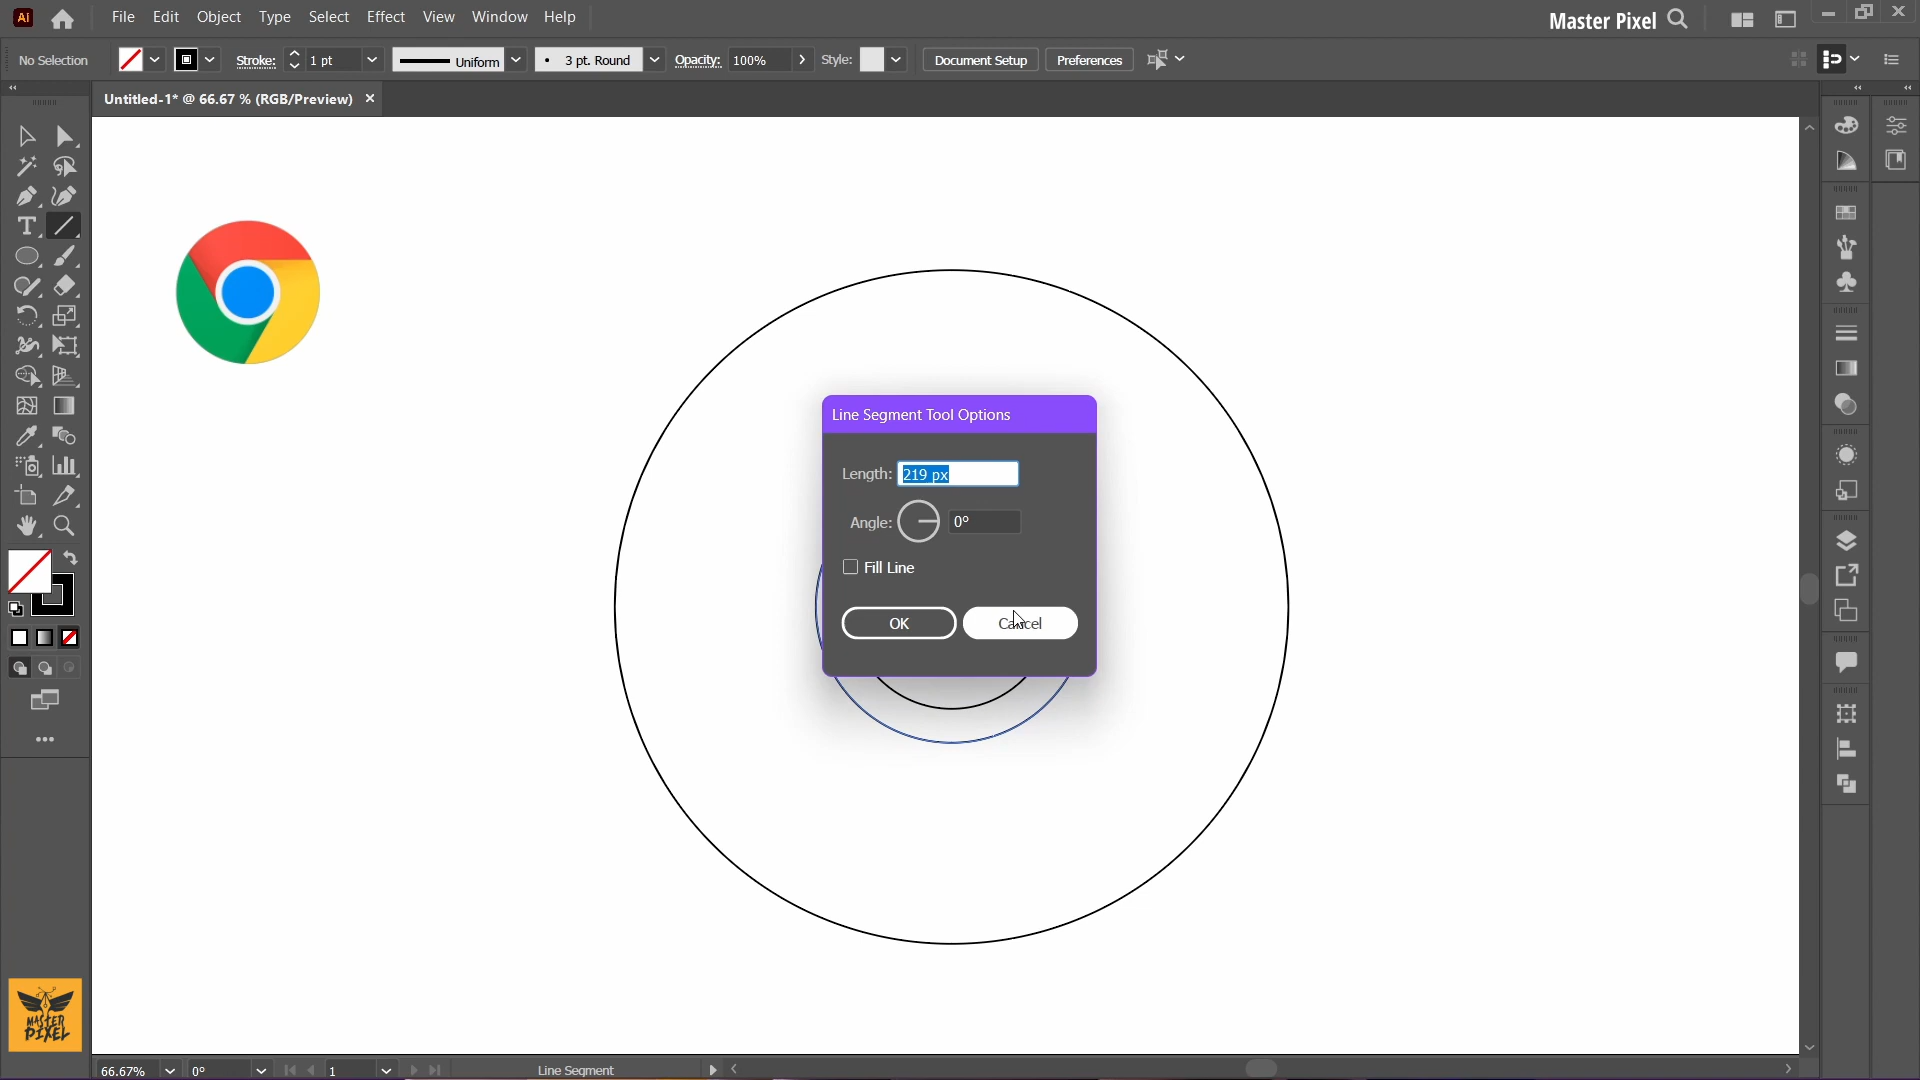 Ai File Edit Object Type Select Effect View Window Help Master Pixel
No Selection Stroke: 1 pt Uniform 3 pt. Round Opacity: 100% Style: Document Setup Preferences
Untitled-1* @ 66.67 % (RGB/Preview)
Line Segment Tool Options
Length: 219 px
Angle: 0°
Fill Line
OK Cancel
MASTER
PIXEL
66.67% 0° 1 Line Segment